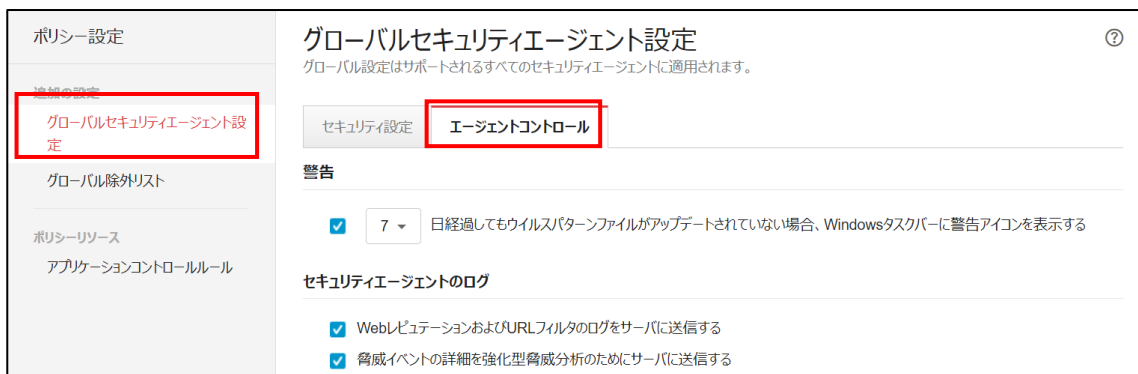 ポリシー設定
追加の設定
グローバルセキュリティエージェント設
定
グローバル除外リスト
ポリシーリソース
アプリケーションコントロールルール
グローバルセキュリティエージェント設定
グローバル設定はサポートされるすべてのセキュリティエージェントに適用されます。
セキュリティ設定 エージェントコントロール
警告
7 日経過してもウイルスパターンファイルがアップデートされていない場合、Windowsタスクバーに警告アイコンを表示する
セキュリティエージェントのログ
WebレピュテーションおよびURLフィルタのログをサーバに送信する
脅威イベントの詳細を強化型脅威分析のためにサーバに送信する